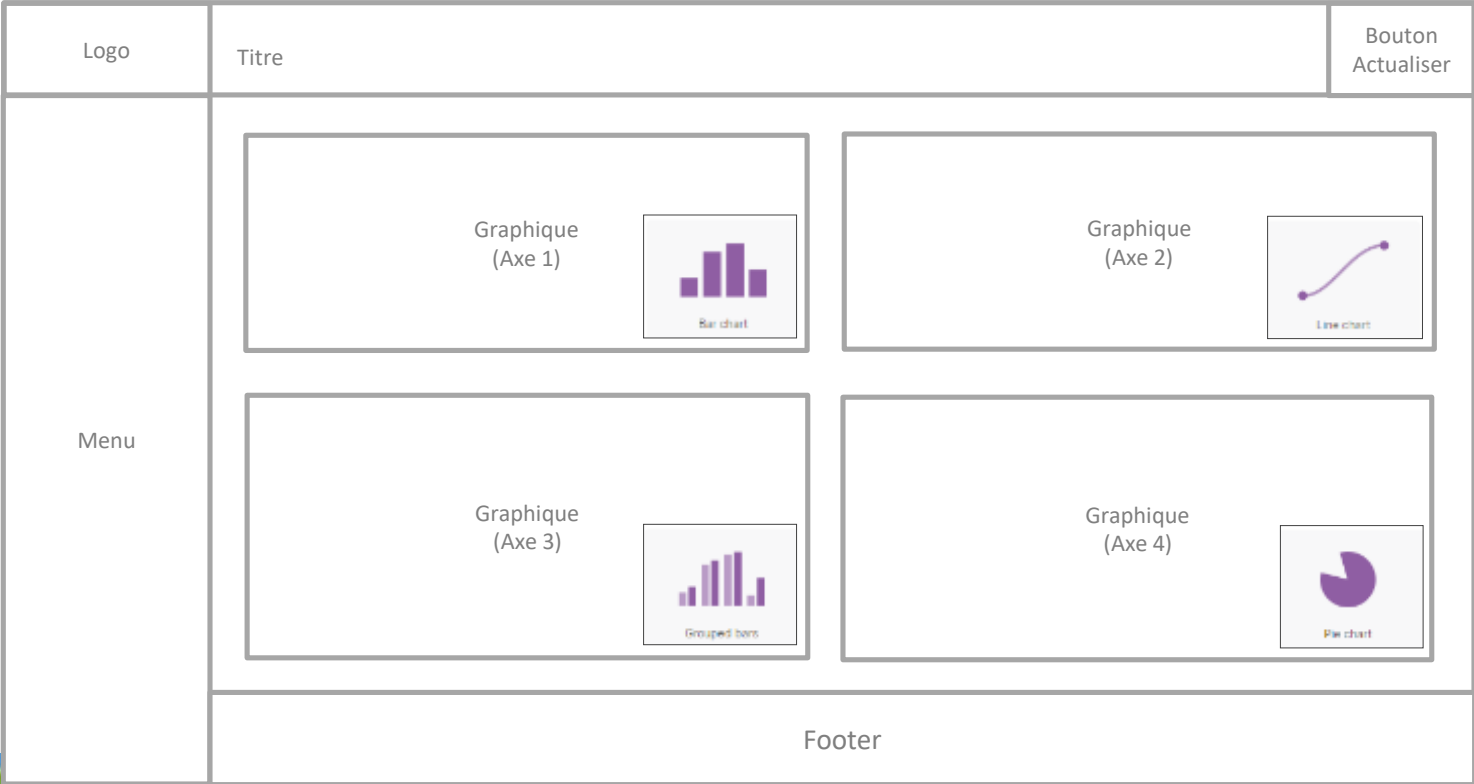 Logo
Titre
Bouton
Actualiser
Menu
Graphique
(Axe 1)
Bar chart
Graphique
(Axe 2)
Line chart
Graphique
(Axe 3)
Grouped bars
Graphique
(Axe 4)
Pie chart
Footer